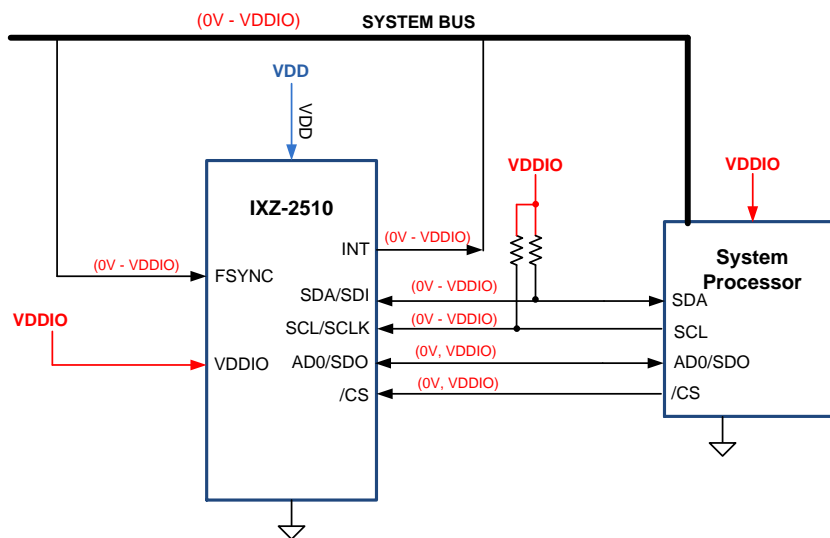 (0V - VDDIO)
SYSTEM BUS
VDD
VDD
VDDIO
VDDIO
IXZ-2510
INT
(0V - VDDIO)
System
Processor
(0V - VDDIO)
FSYNC
SDA/SDI
(0V - VDDIO)
SDA
VDDIO
SCL/SCLK
(0V - VDDIO)
SCL
VDDIO
AD0/SDO
(0V, VDDIO)
AD0/SDO
/CS
(0V, VDDIO)
/CS